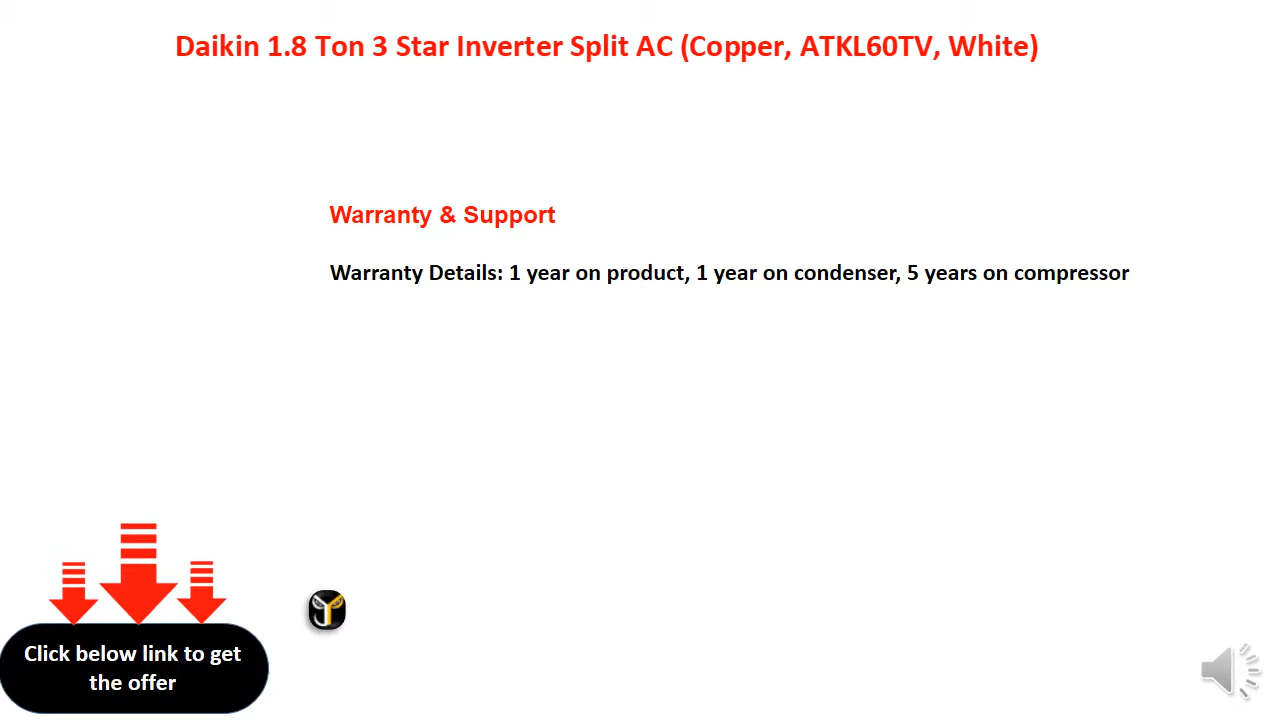 Daikin 1.8 Ton 3 Star Inverter Split AC (Copper, ATKL60TV, White)
Warranty & Support
Warranty Details: 1 year on product, 1 year on condenser, 5 years on compressor
Click below link to get
the offer